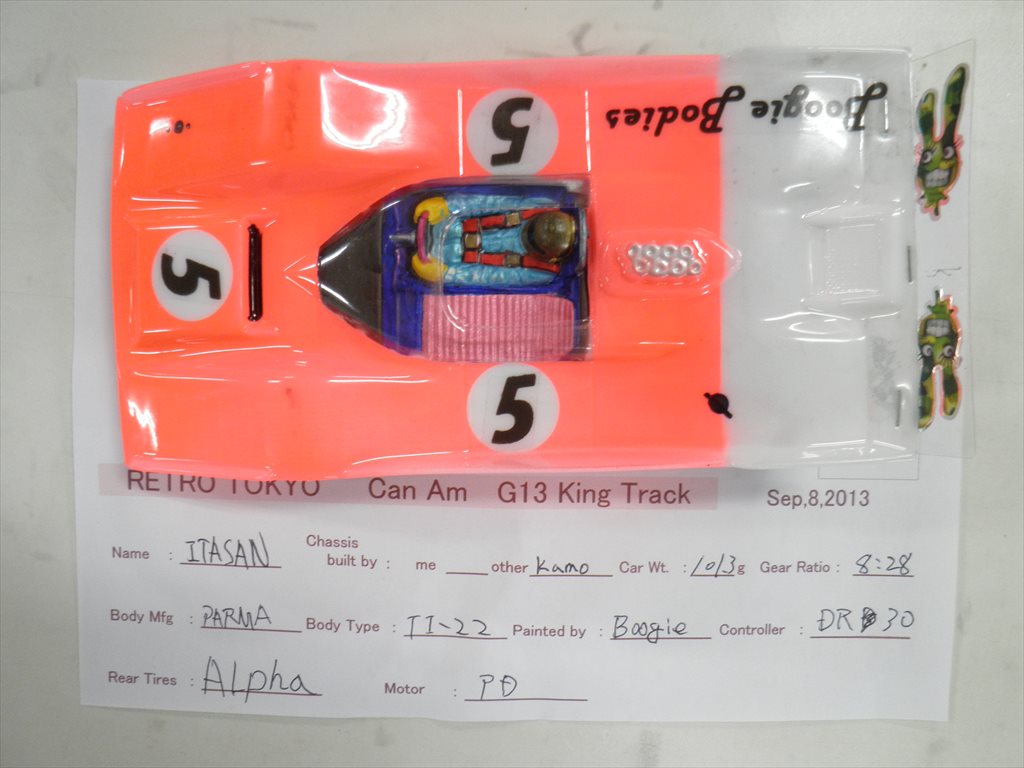 Boogie Bodies
5
5
5
RETRO TOKYO Can Am G13 King Track Sep,8,2013
Name : ITASAN Chassis built by : me ____ other Kamo Car Wt. : 101.3g Gear Ratio : 8:28
Body Mfg : PARMA Body Type : TI-22 Painted by : Boogie Controller : DR 30
Rear Tires : ALpha Motor : PD